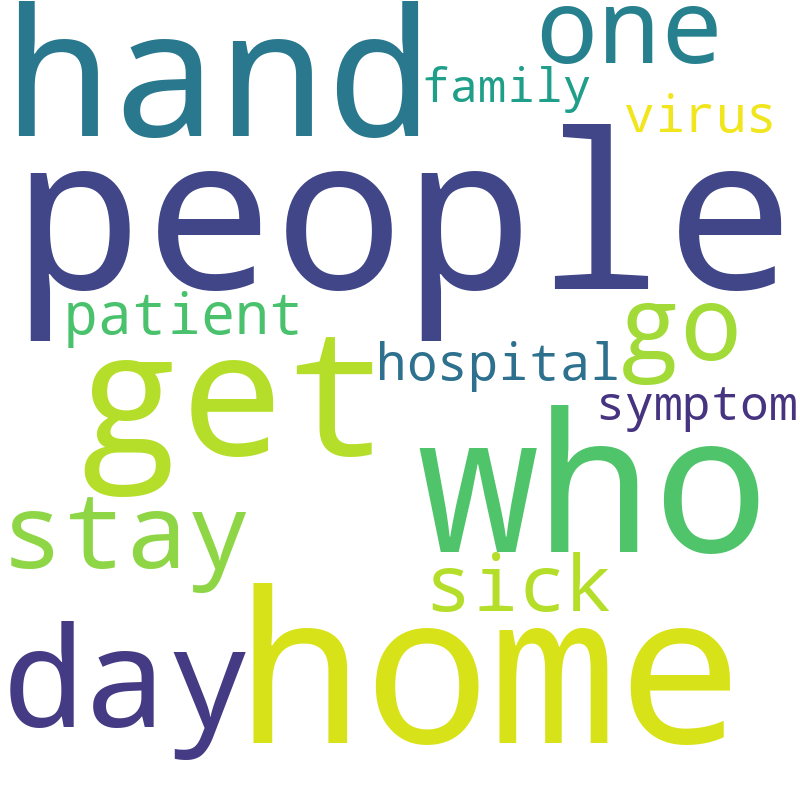 hand one
family
virus
people
patient
go
get
hospital
symptom
who
stay
sick
home
day